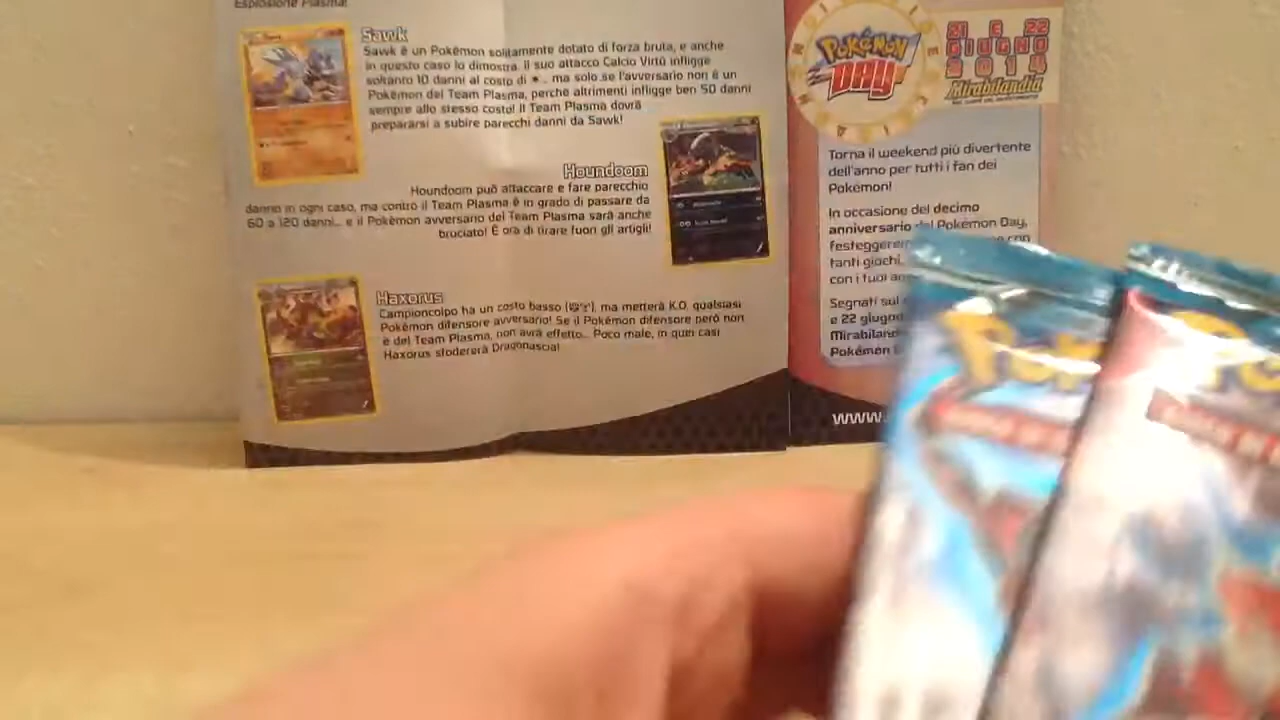 Esplosione Plasma!
Sawk
Sawk è un Pokémon solitamente dotato di forza bruta, e anche
in questo caso lo dimostra. Il suo attacco Calcio Virtù infligge
soltanto 10 danni al costo di ... ma solo se l'avversario non è un
Pokémon del Team Plasma, perché altrimenti infligge ben 50 danni
sempre allo stesso costo! Il Team Plasma dovrà
prepararsi a subire parecchi danni da Sawk!
Houndoom
Houndoom può attaccare e fare parecchio
danno in ogni caso, ma contro il Team Plasma è in grado di passare da
60 a 120 danni... e il Pokémon avversario del Team Plasma sarà anche
bruciato! È ora di tirare fuori gli artigli!
Haxorus
Campioncolpo ha un costo basso ( ), ma metterà K.O. qualsiasi
Pokémon difensore avversario! Se il Pokémon difensore però non
è del Team Plasma, non avrà effetto... Poco male, in quei casi
Haxorus sfodererà Dragonascia!
POKÉMON
DAY
21 E 22
GIUGNO
2014
Mirabilandia
Torna il weekend più divertente
dell'anno per tutti i fan dei
Pokémon!
In occasione del decimo
anniversario del Pokémon Day,
festeggere con
tanti giochi,
con i tuoi
Segnati sul
e 22 giugno
Mirabilan
Pokémon
www.